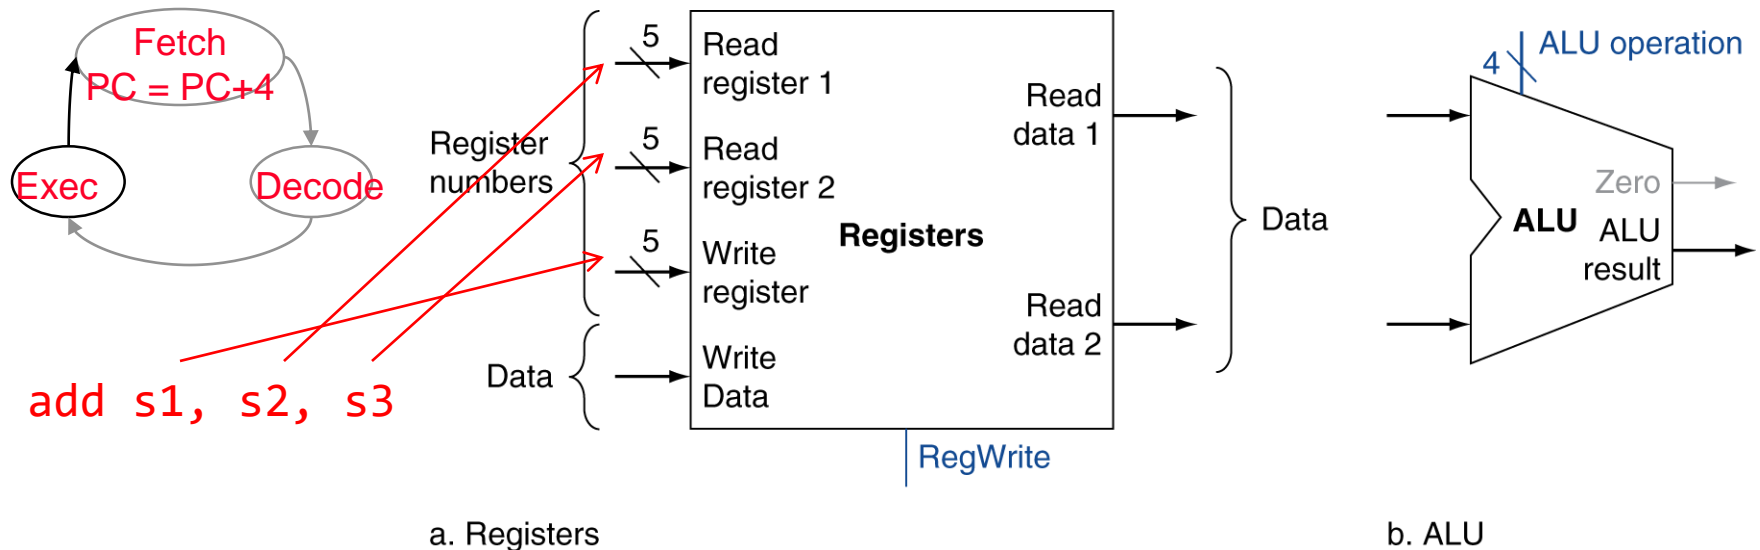 Fetch
PC = PC+4
Exec
Decode
add s1, s2, s3
Register
numbers
Data
5
Read
register 1
5
Read
register 2
5
Write
register
Write
Data
Registers
Read
data 1
Read
data 2
RegWrite
Data
4
ALU operation
Zero
ALU
ALU
result
a. Registers
b. ALU